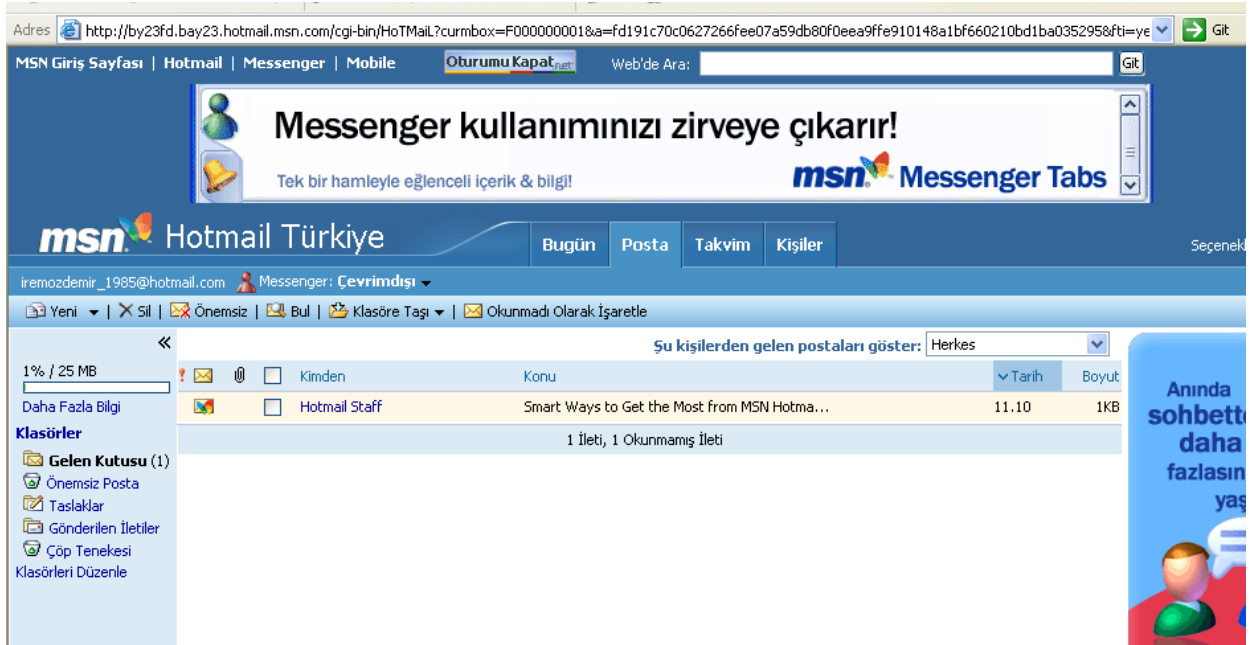 Adres http://by23fd.bay23.hotmail.msn.com/cgi-bin/HoTMaiL?curmbox=F000000001&a=fd191c70c0627266fee07a59db80f0eea9ffe910148a1bf660210bd1ba035295&fti=ye Git
MSN Giriş Sayfası | Hotmail | Messenger | Mobile Oturumu Kapat.net Web'de Ara: Git
Messenger kullanımınızı zirveye çıkarır!
Tek bir hamleyle eğlenceli içerik & bilgi! msn Messenger Tabs
msn Hotmail Türkiye Bugün Posta Takvim Kişiler Seçenekl
iremozdemir_1985@hotmail.com Messenger: Çevrimdışı
Yeni | Sil | Önemsiz | Bul | Klasöre Taşı | Okunmadı Olarak İşaretle
Şu kişilerden gelen postaları göster: Herkes
1% / 25 MB
! Kimden Konu Tarih Boyut
Daha Fazla Bilgi
Hotmail Staff Smart Ways to Get the Most from MSN Hotma... 11.10 1KB
1 İleti, 1 Okunmamış İleti
Klasörler
Gelen Kutusu (1)
Önemsiz Posta
Taslaklar
Gönderilen İletiler
Çöp Tenekesi
Klasörleri Düzenle
Anında
sohbette
daha
fazlasın
yaş